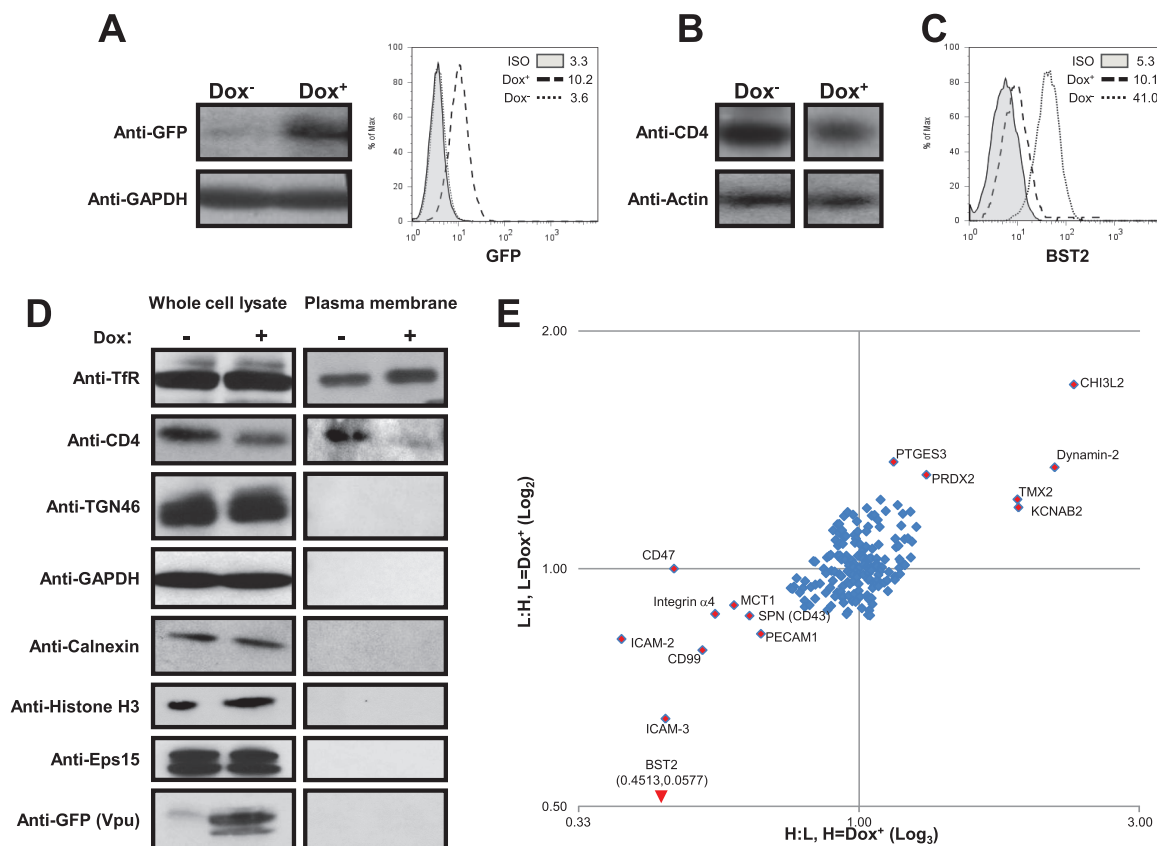 A
Dox- Dox+
Anti-GFP
Anti-GAPDH
% of Max
100
80
60
40
20
0
10^0 10^1 10^2 10^3
GFP
ISO 3.3
Dox+ 10.2
Dox- 3.6
B
Dox- Dox+
Anti-CD4
Anti-Actin
C
% of Max
100
80
60
40
20
0
10^0 10^1 10^2 10^3
BST2
ISO 5.3
Dox+ 10.1
Dox- 41.0
D
Whole cell lysate Plasma membrane
Dox: - + - +
Anti-TfR
Anti-CD4
Anti-TGN46
Anti-GAPDH
Anti-Calnexin
Anti-Histone H3
Anti-Eps15
Anti-GFP (Vpu)
E
2.00
CHI3L2
PTGES3
Dynamin-2
PRDX2
TMX2
KCNAB2
CD47
1.00
L:H, L=Dox+ (Log2)
MCT1
Integrin α4
SPN (CD43)
PECAM1
ICAM-2
CD99
ICAM-3
BST2
(0.4513,0.0577)
0.50
0.33 1.00 3.00
H:L, H=Dox+ (Log3)